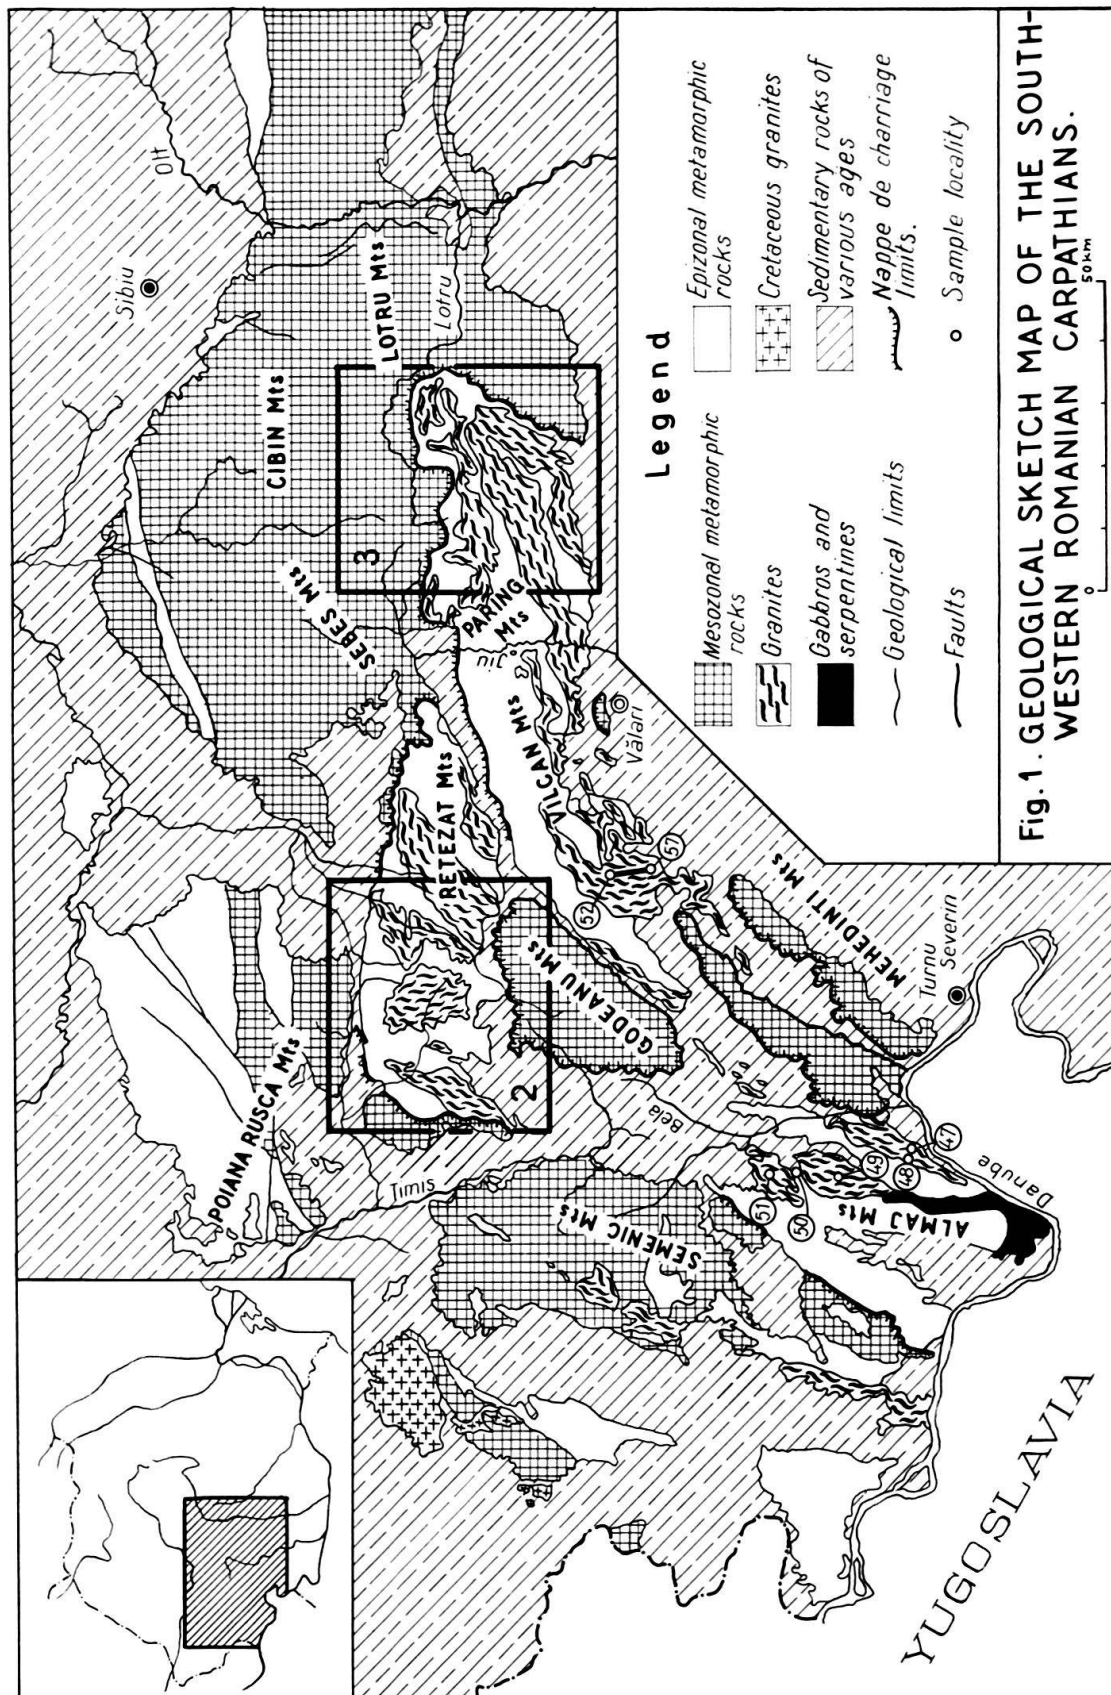 Olt
Sibiu
CIBIN Mts
LOTRU Mts
Lotru
3
SEBES Mts
PARING
Mts
Jiu
POIANA RUSCA Mts
RETEZAT Mts
VILCAN Mts
Vălari
2
GODEANU Mts
52
57
MEHEDINTI Mts
Turnu
Severin
Timis
Bela
SEMENIC Mts
51
50
49
48
47
ALMAJ Mts
Danube
YUGOSLAVIA
Legend
Mesozonal metamorphic
rocks
Granites
Gabbros and
serpentines
Geological limits
Faults
Epizonal metamorphic
rocks
Cretaceous granites
Sedimentary rocks of
various ages
Nappe de charriage
limits.
Sample locality
Fig. 1. GEOLOGICAL SKETCH MAP OF THE SOUTH-
WESTERN ROMANIAN CARPATHIANS.
0 50km